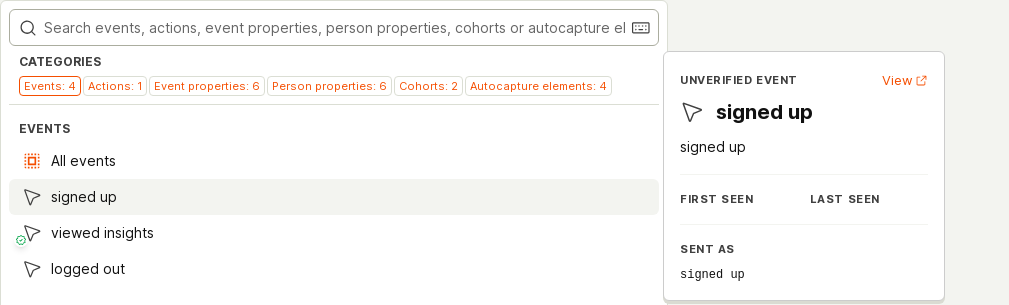 Search events, actions, event properties, person properties, cohorts or autocapture el
CATEGORIES
Events: 4 Actions: 1 Event properties: 6 Person properties: 6 Cohorts: 2 Autocapture elements: 4
EVENTS
All events
signed up
viewed insights
logged out
UNVERIFIED EVENT View
signed up
signed up
FIRST SEEN LAST SEEN
SENT AS
signed up